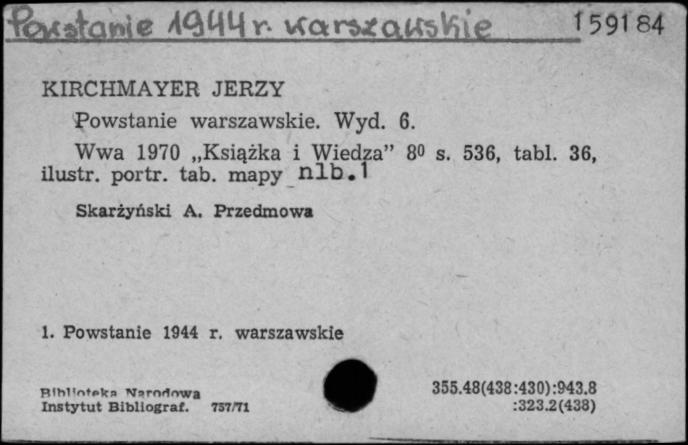 Powstanie 1944 r. warszawskie 159184
KIRCHMAYER JERZY
Powstanie warszawskie. Wyd. 6.
Wwa 1970 „Książka i Wiedza” 8⁰ s. 536, tabl. 36,
ilustr. portr. tab. mapy nlb.1
Skarżyński A. Przedmowa
1. Powstanie 1944 r. warszawskie
Biblioteka Narodowa 355.48(438:430):943.8
Instytut Bibliograf. 757/71 :323.2(438)